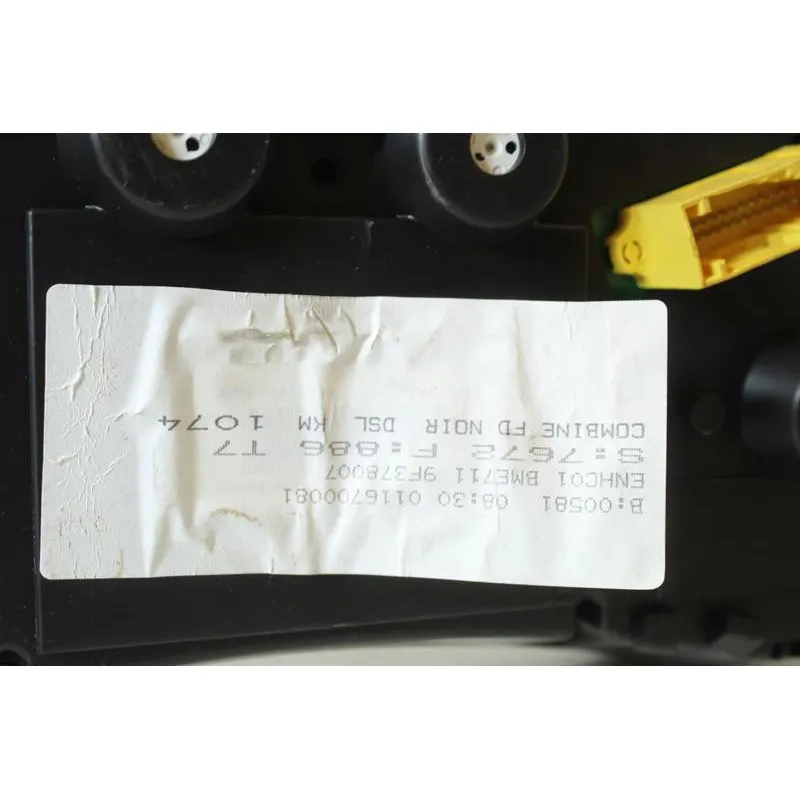 B:00581 08:30 0116700081
ENHC01 BME711 9F378007
S:7672 F:886 T7
COMBINE FD NOIR DSL KM 1074